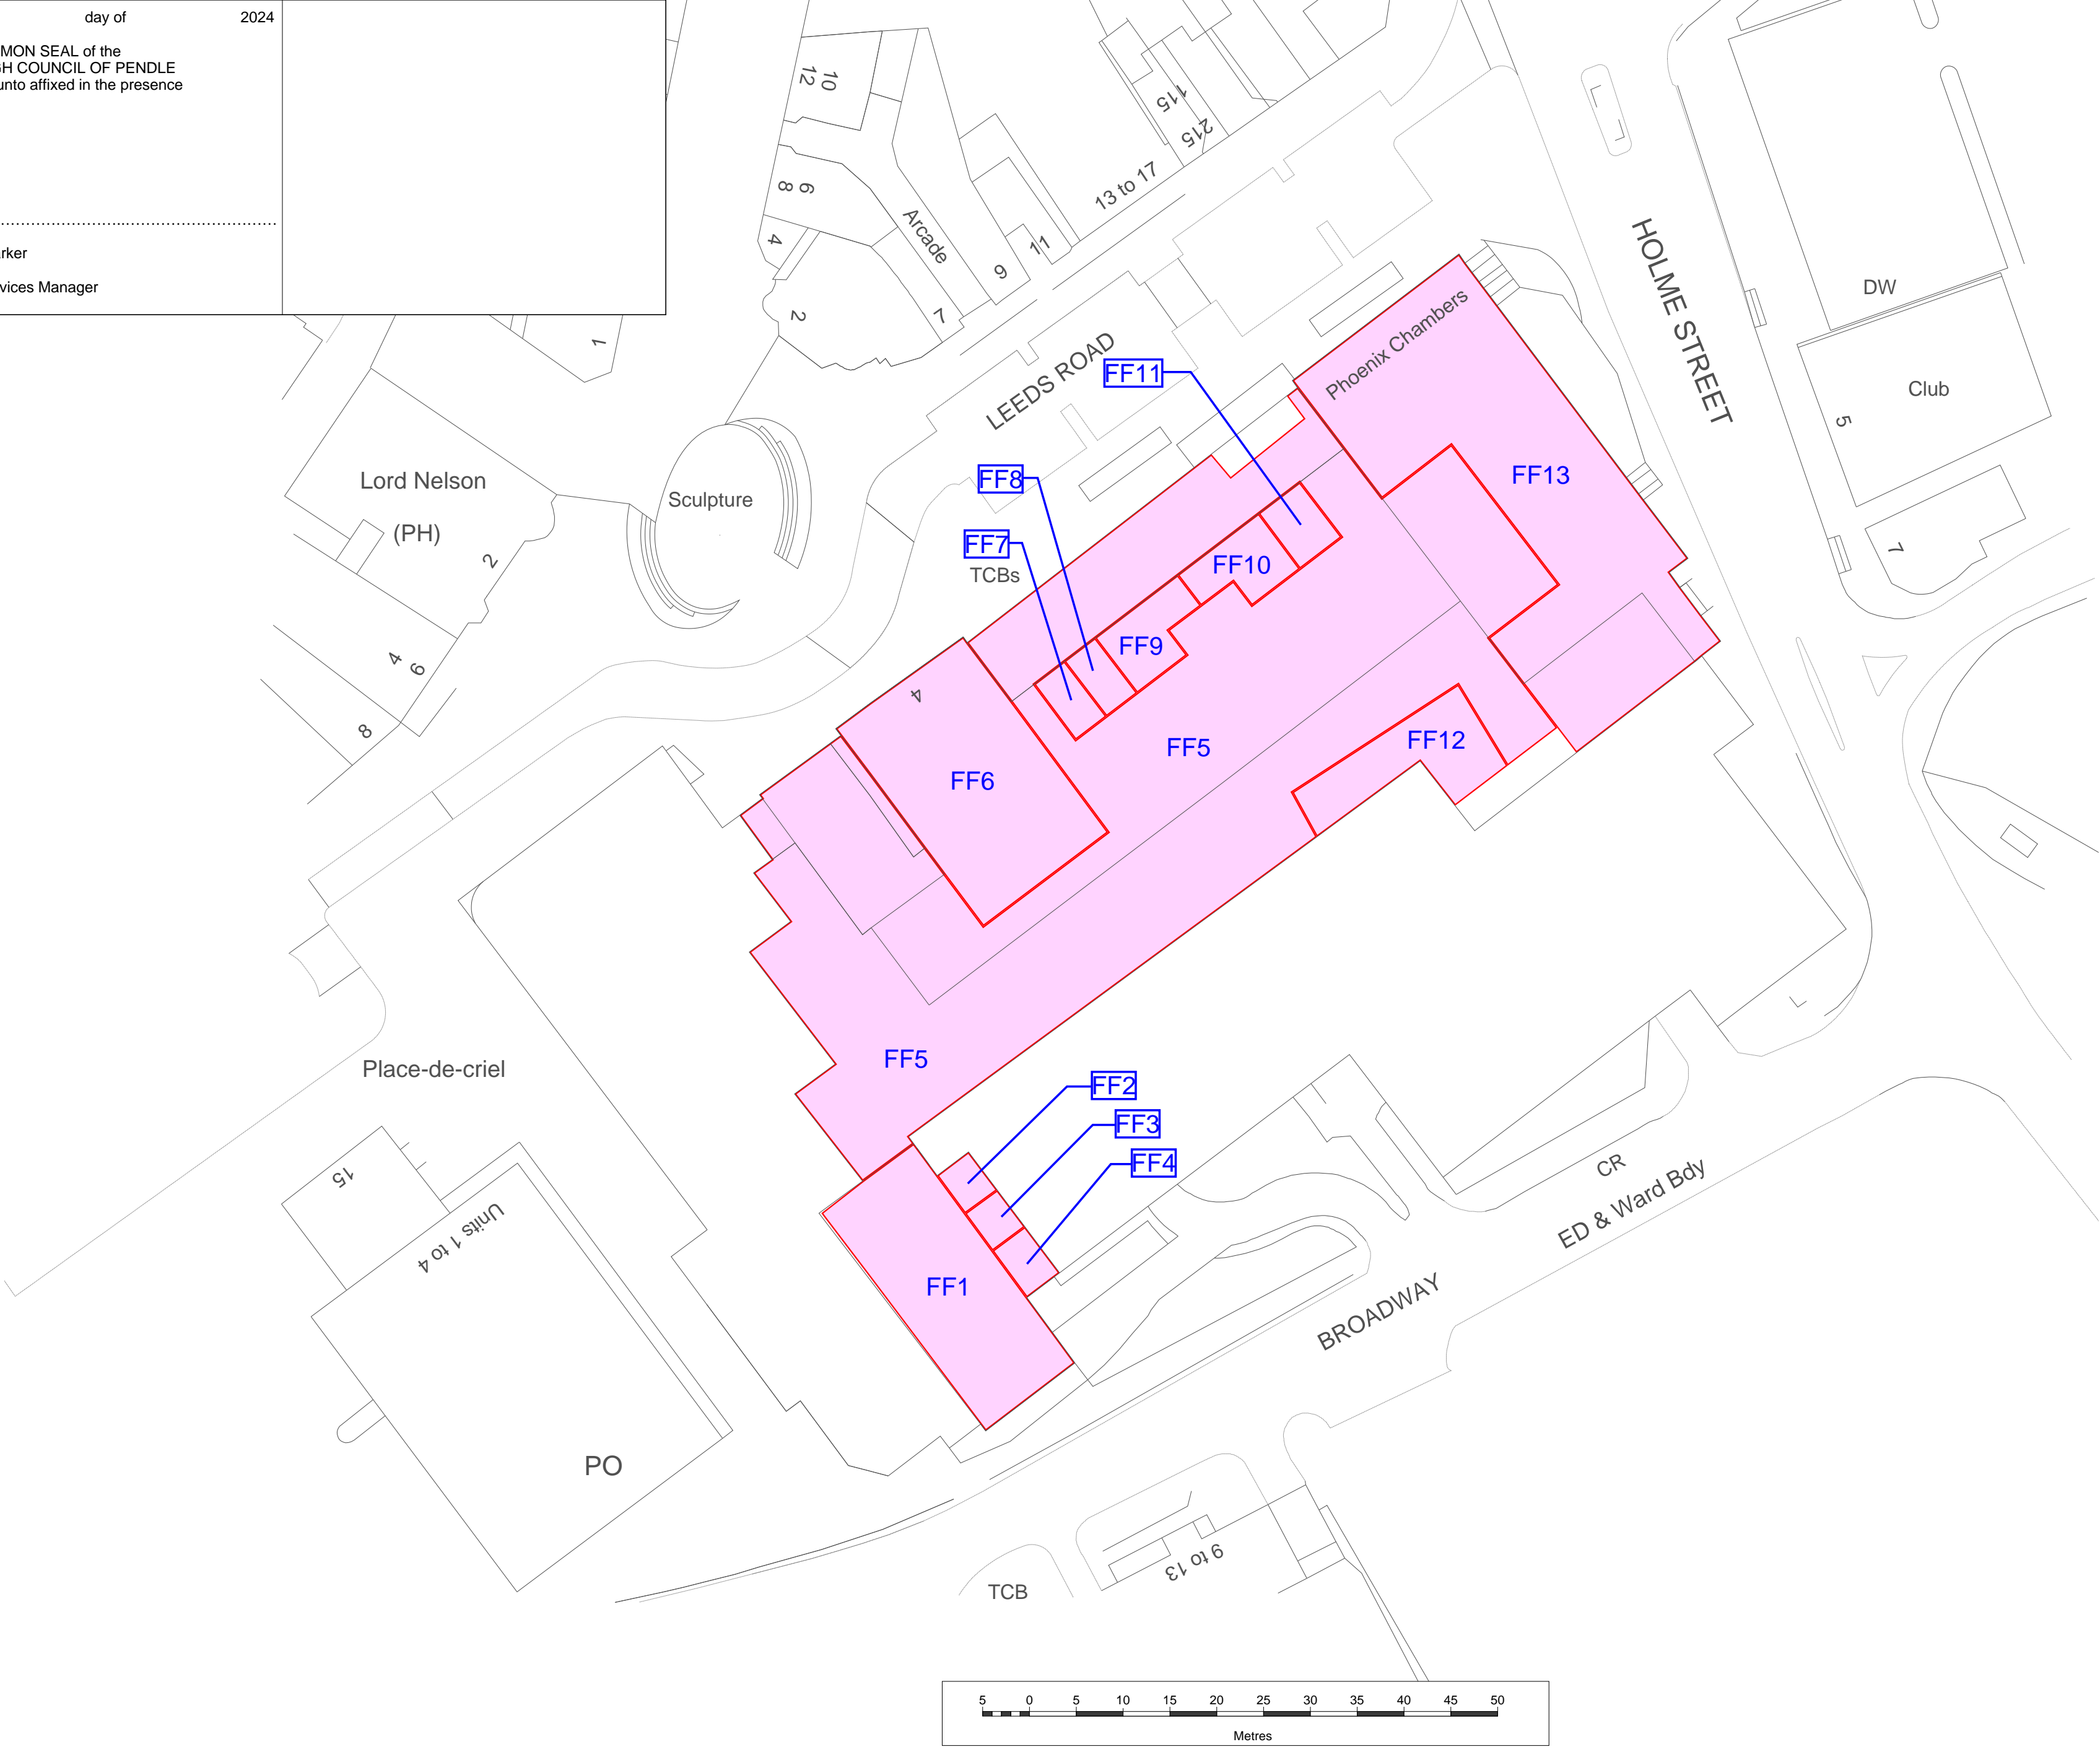 day of 2024
MON SEAL of the
GH COUNCIL OF PENDLE
unto affixed in the presence
rker
vices Manager
10
12
6
8
4
2
Arcade
7
9
11
13 to 17
115
215
1
LEEDS ROAD
HOLME STREET
DW
Club
5
7
Phoenix Chambers
FF11
FF8
FF7
TCBs
FF13
FF10
FF9
FF12
FF5
FF6
4
Lord Nelson
(PH)
2
Sculpture
4
6
8
FF5
Place-de-criel
FF2
FF3
FF4
FF1
15
Units 1 to 4
PO
CR
ED & Ward Bdy
BROADWAY
9 to 13
TCB
5 0 5 10 15 20 25 30 35 40 45 50
Metres